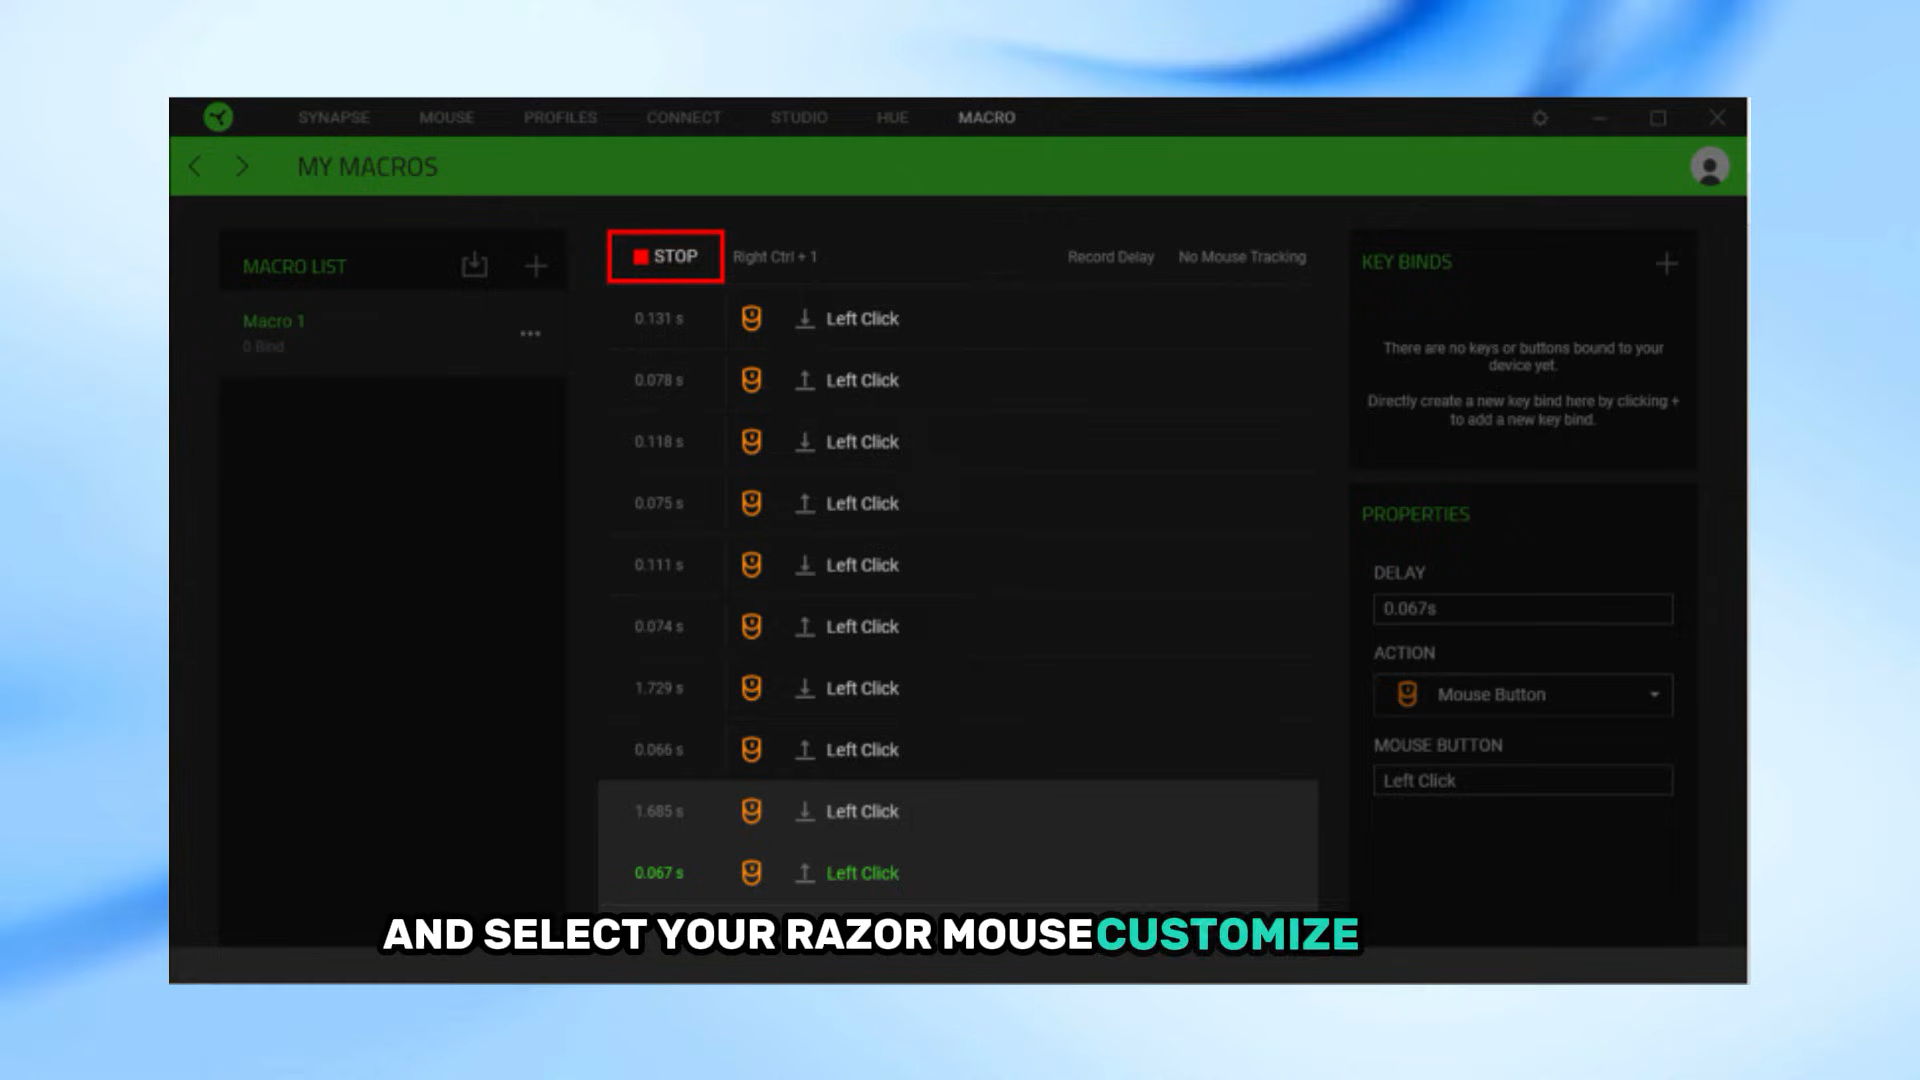 SYNAPSE MOUSE PROFILES CONNECT STUDIO HUE MACRO
MY MACROS
MACRO LIST
Macro 1
0 Bind
STOP Right Ctrl + 1 Record Delay No Mouse Tracking
0.131 s Left Click
0.078 s Left Click
0.118 s Left Click
0.075 s Left Click
0.111 s Left Click
0.074 s Left Click
1.729 s Left Click
0.066 s Left Click
1.685 s Left Click
0.067 s Left Click
KEY BINDS
There are no keys or buttons bound to your
device yet.
Directly create a new key bind here by clicking +
to add a new key bind.
PROPERTIES
DELAY
0.067s
ACTION
Mouse Button
MOUSE BUTTON
Left Click
AND SELECT YOUR RAZOR MOUSE CUSTOMIZE